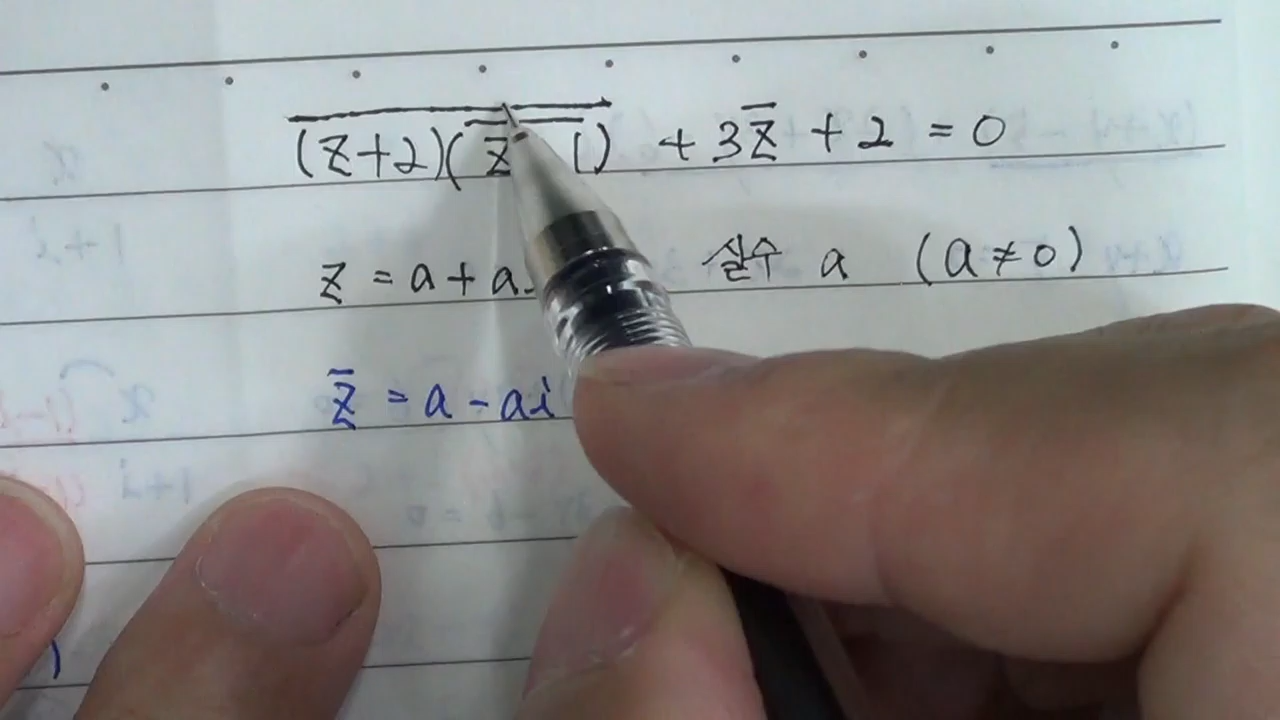 (z+2)(z̄ 1) + 3z̄ + 2 = 0
z = a + a 실수 a (a ≠ 0)
z̄ = a - ai